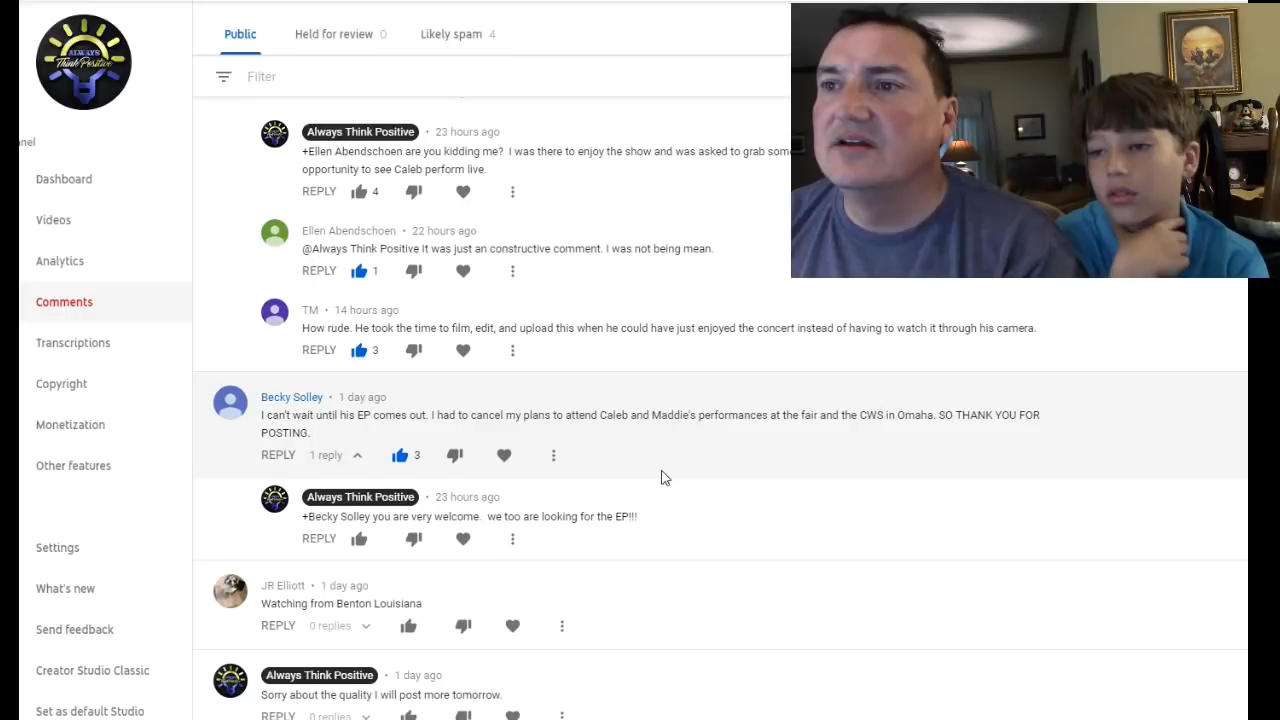 ALWAYS
Think Positive
Public
Held for review 0
Likely spam 4
Filter
nel
Dashboard
Videos
Analytics
Comments
Transcriptions
Copyright
Monetization
Other features
Settings
What's new
Send feedback
Creator Studio Classic
Set as default Studio
Always Think Positive • 23 hours ago
+Ellen Abendschoen are you kidding me? I was there to enjoy the show and was asked to grab som
opportunity to see Caleb perform live.
REPLY 4
Ellen Abendschoen • 22 hours ago
@Always Think Positive It was just an constructive comment. I was not being mean.
REPLY 1
TM • 14 hours ago
How rude. He took the time to film, edit, and upload this when he could have just enjoyed the concert instead of having to watch it through his camera.
REPLY 3
Becky Solley • 1 day ago
I can't wait until his EP comes out. I had to cancel my plans to attend Caleb and Maddie's performances at the fair and the CWS in Omaha. SO THANK YOU FOR
POSTING.
REPLY 1 reply 3
Always Think Positive • 23 hours ago
+Becky Solley you are very welcome. we too are looking for the EP!!!
REPLY
JR Elliott • 1 day ago
Watching from Benton Louisiana
REPLY 0 replies
Always Think Positive • 1 day ago
Sorry about the quality I will post more tomorrow.
REPLY 0 replies